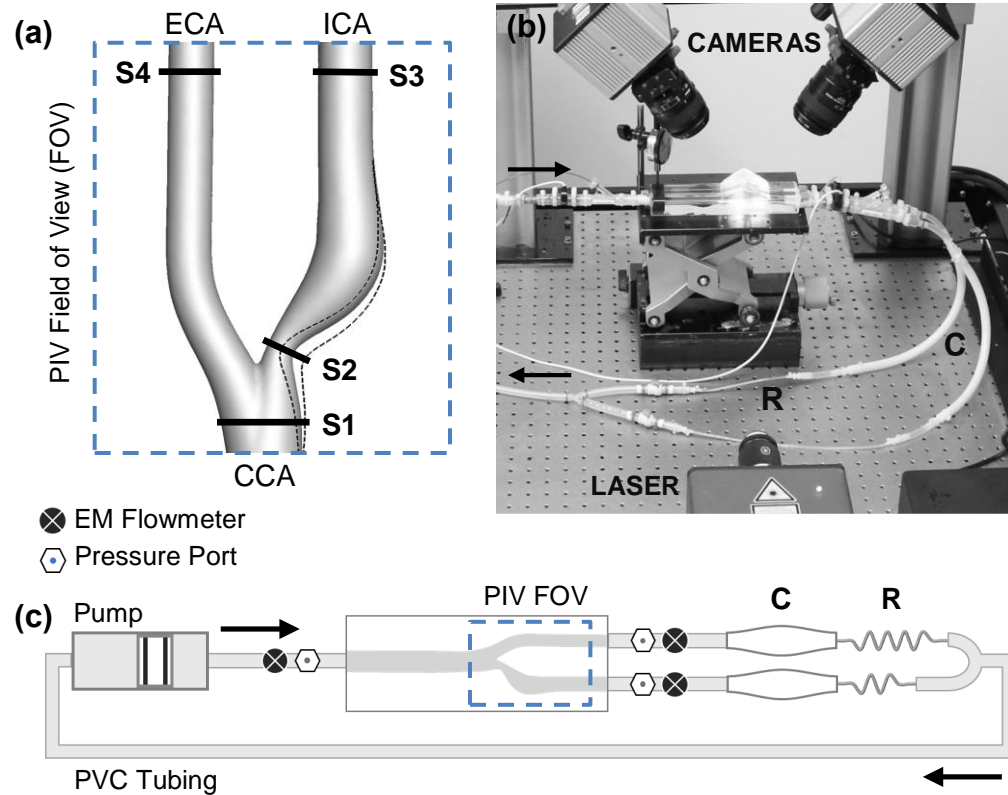 (a)
ECA
ICA
S4
S3
PIV Field of View (FOV)
S2
S1
CCA
EM Flowmeter
Pressure Port
(b)
CAMERAS
C
R
LASER
(c)
Pump
PIV FOV
C
R
PVC Tubing